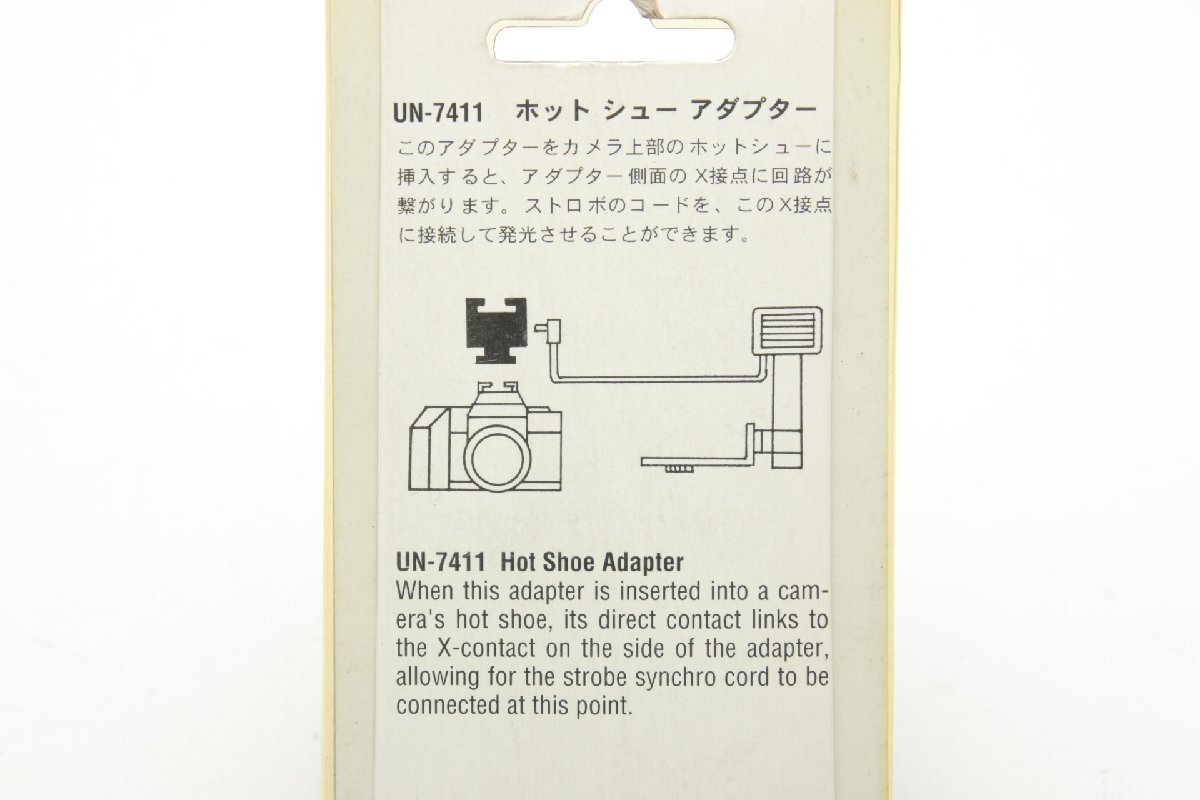 UN-7411 ホット シュー アダプター
このアダプターをカメラ上部のホットシューに
挿入すると、アダプター側面のX接点に回路が
繋がります。ストロボのコードを、このX接点
に接続して発光させることができます。
UN-7411 Hot Shoe Adapter
When this adapter is inserted into a cam-
era's hot shoe, its direct contact links to
the X-contact on the side of the adapter,
allowing for the strobe synchro cord to be
connected at this point.